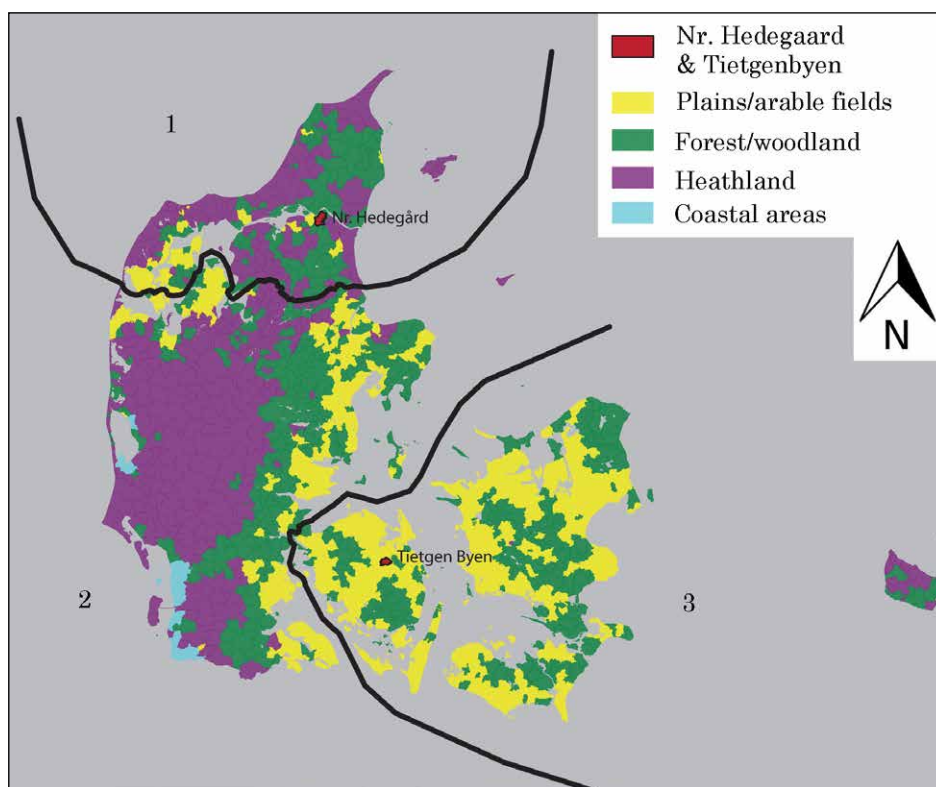 Nr. Hedegaard
& Tietgenbyen
Plains/arable fields
Forest/woodland
Heathland
Coastal areas
1
Nr. Hedegård
N
Tietgen Byen
2
3